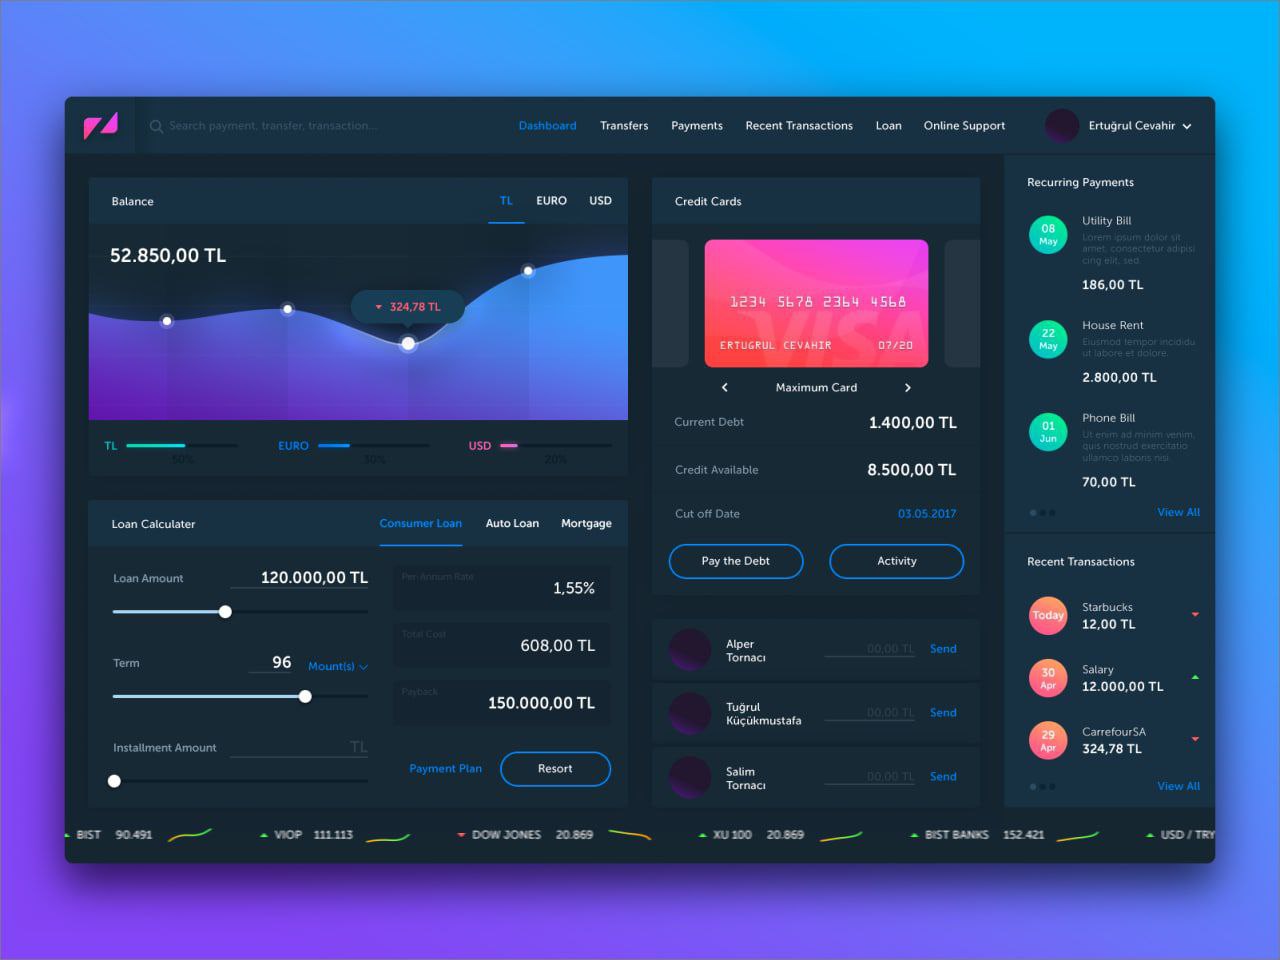 Search payment, transfer, transaction...
Dashboard
Transfers
Payments
Recent Transactions
Loan
Online Support
Ertuğrul Cevahir
Balance
TL
EURO
USD
52.850,00 TL
324,78 TL
TL
50%
EURO
30%
USD
20%
Loan Calculater
Consumer Loan
Auto Loan
Mortgage
Loan Amount
120.000,00 TL
Term
96
Mount(s)
Installment Amount
TL
Per Annum Rate
1,55%
Total Cost
608,00 TL
Payback
150.000,00 TL
Payment Plan
Resort
Credit Cards
VISA
1234 5678 2364 4568
ERTUGRUL CEVAHIR
07/20
Maximum Card
Current Debt
1.400,00 TL
Credit Available
8.500,00 TL
Cut off Date
03.05.2017
Pay the Debt
Activity
Alper
Tornacı
00,00 TL
Send
Tuğrul
Küçükmustafa
00,00 TL
Send
Salim
Tornacı
00,00 TL
Send
Recurring Payments
08
May
Utility Bill
Lorem ipsum dolor sit
amet, consectetur adipisi
cing elit, sed.
186,00 TL
22
May
House Rent
Eiusmod tempor incididu
ut labore et dolore.
2.800,00 TL
01
Jun
Phone Bill
Ut enim ad minim venim,
quis nostrud exercitatio
ullamco laboris nisi.
70,00 TL
View All
Recent Transactions
Today
Starbucks
12,00 TL
30
Apr
Salary
12.000,00 TL
29
Apr
CarrefourSA
324,78 TL
View All
BIST 90.491
VIOP 111.113
DOW JONES 20.869
XU 100 20.869
BIST BANKS 152.421
USD / TRY